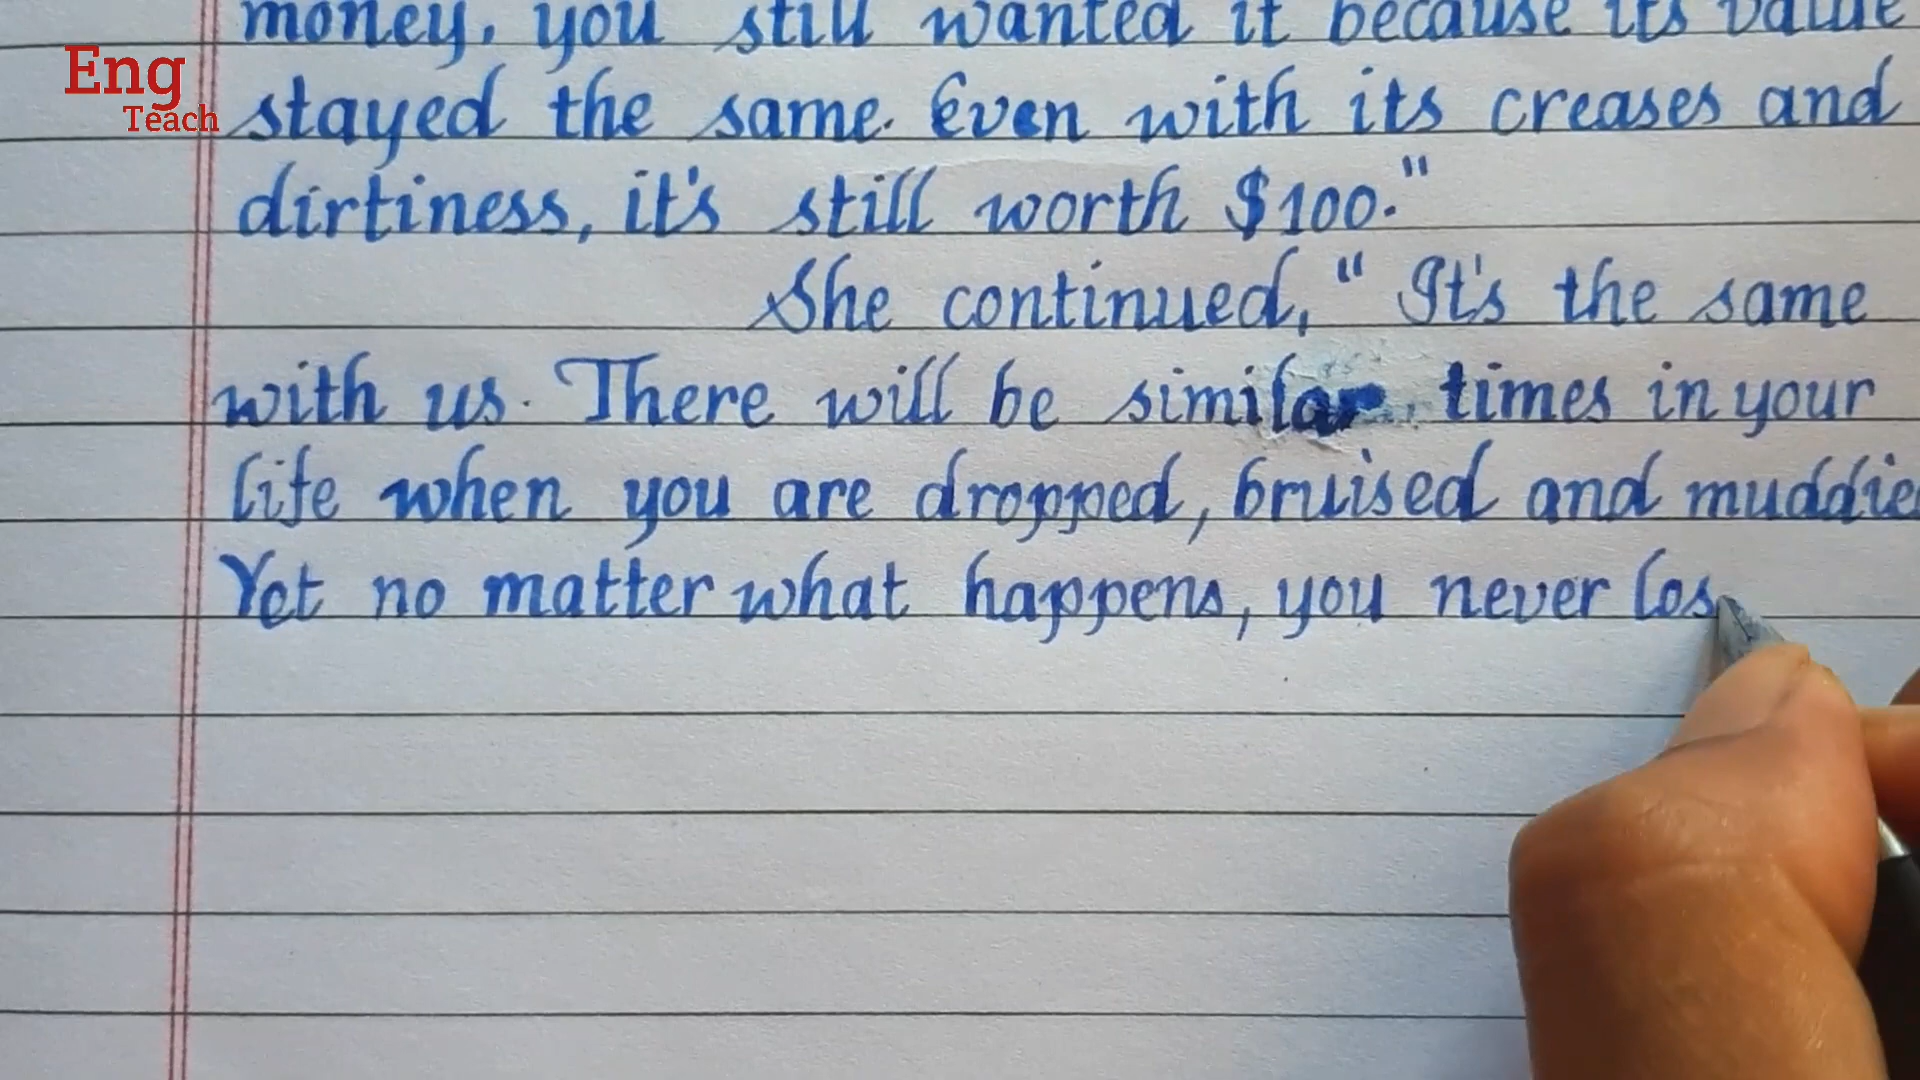 money, you still wanted it because its value
Eng
Teach
stayed the same. Even with its creases and
dirtiness, it's still worth $100."
She continued, " It's the same
with us. There will be similar times in your
life when you are dropped, bruised and muddie
Yet no matter what happens, you never los